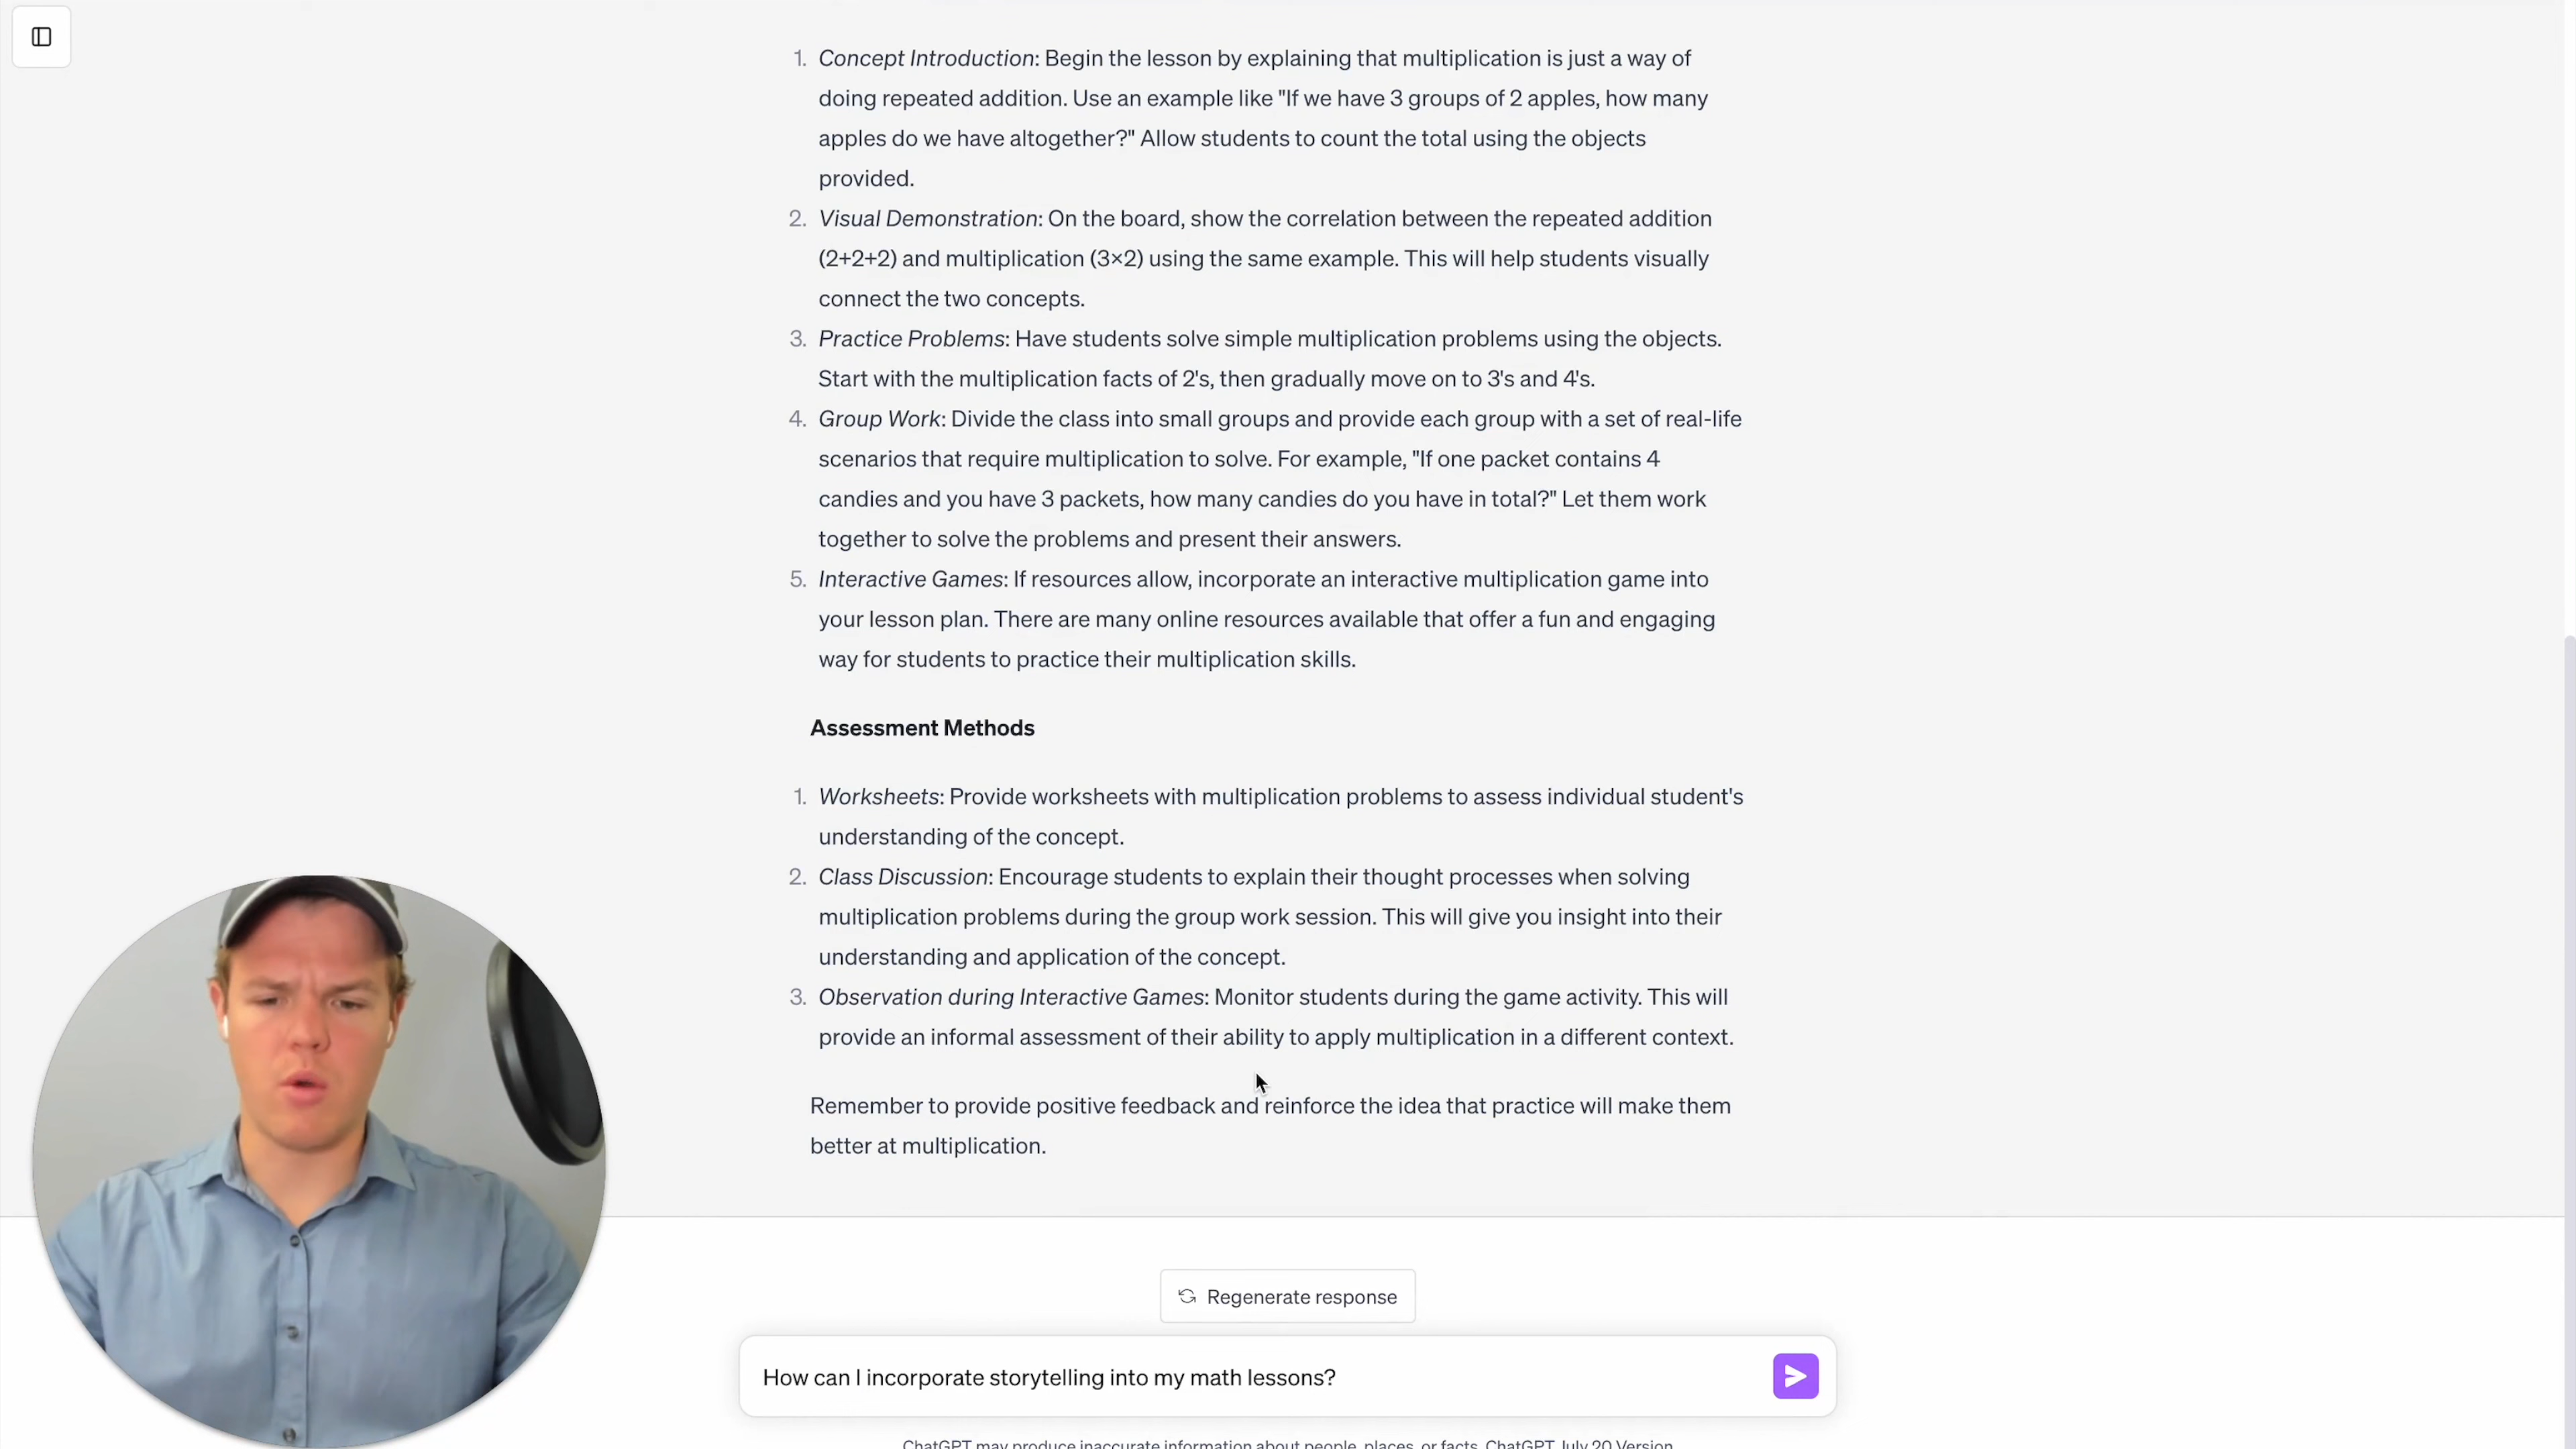 1. Concept Introduction: Begin the lesson by explaining that multiplication is just a way of
doing repeated addition. Use an example like "If we have 3 groups of 2 apples, how many
apples do we have altogether?" Allow students to count the total using the objects
provided.
2. Visual Demonstration: On the board, show the correlation between the repeated addition
(2+2+2) and multiplication (3×2) using the same example. This will help students visually
connect the two concepts.
3. Practice Problems: Have students solve simple multiplication problems using the objects.
Start with the multiplication facts of 2's, then gradually move on to 3's and 4's.
4. Group Work: Divide the class into small groups and provide each group with a set of real-life
scenarios that require multiplication to solve. For example, "If one packet contains 4
candies and you have 3 packets, how many candies do you have in total?" Let them work
together to solve the problems and present their answers.
5. Interactive Games: If resources allow, incorporate an interactive multiplication game into
your lesson plan. There are many online resources available that offer a fun and engaging
way for students to practice their multiplication skills.
Assessment Methods
1. Worksheets: Provide worksheets with multiplication problems to assess individual student's
understanding of the concept.
2. Class Discussion: Encourage students to explain their thought processes when solving
multiplication problems during the group work session. This will give you insight into their
understanding and application of the concept.
3. Observation during Interactive Games: Monitor students during the game activity. This will
provide an informal assessment of their ability to apply multiplication in a different context.
Remember to provide positive feedback and reinforce the idea that practice will make them
better at multiplication.
Regenerate response
How can I incorporate storytelling into my math lessons?
ChatGPT may produce inaccurate information about people, places, or facts. ChatGPT July 20 Version